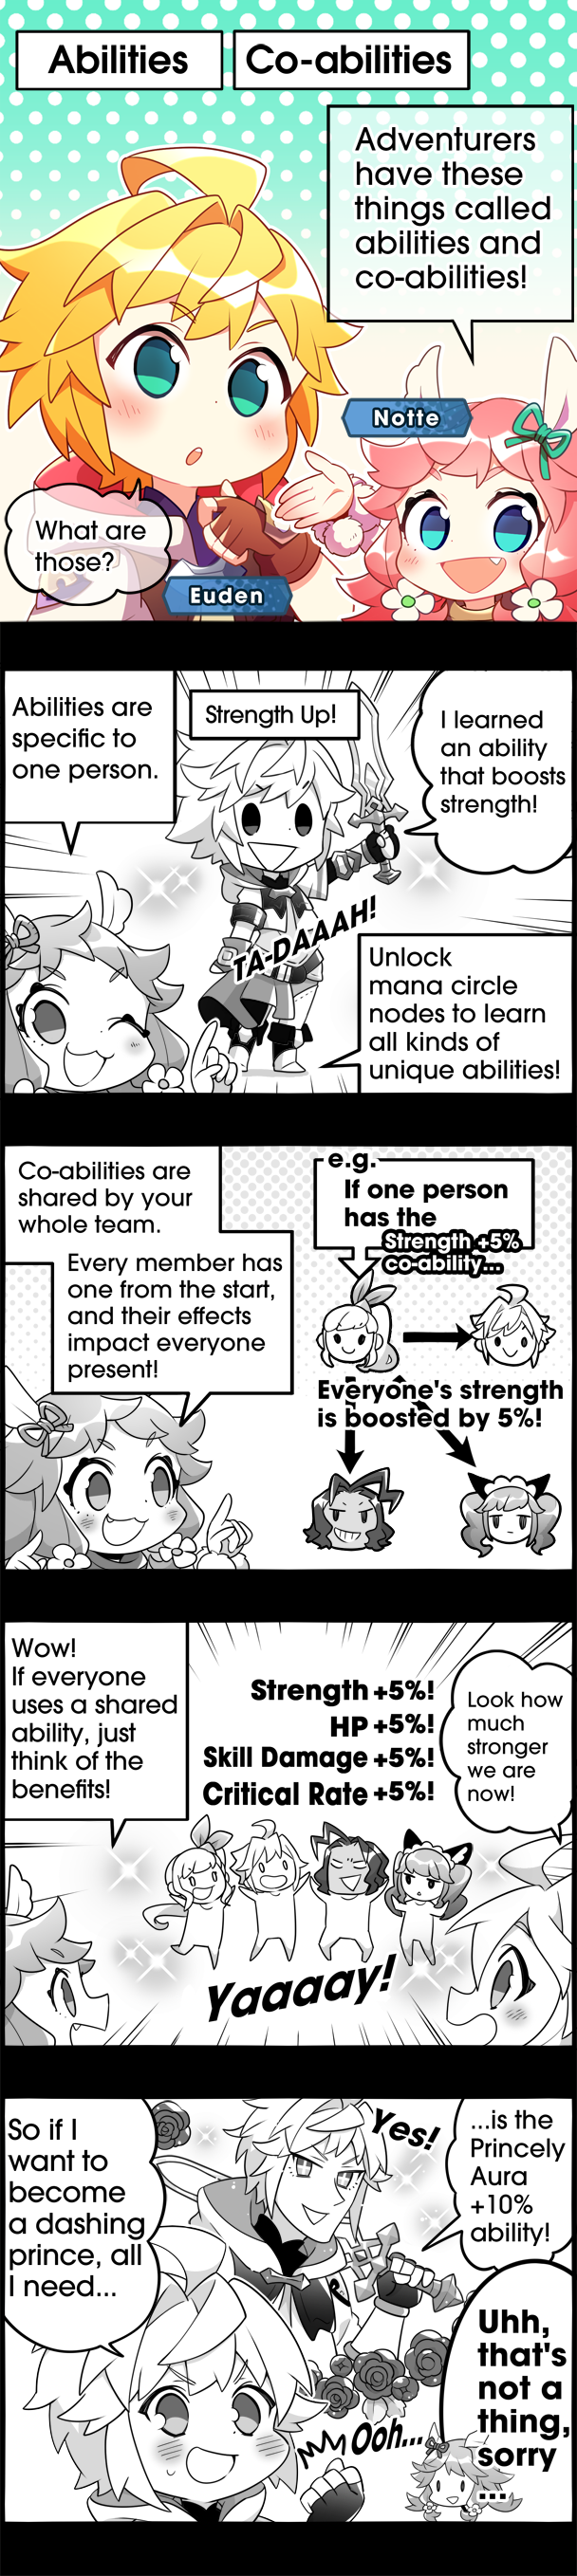 Abilities
Co-abilities
Adventurers
have these
things called
abilities and
co-abilities!
Notte
What are
those?
Euden
Abilities are
specific to
one person.
Strength Up!
I learned
an ability
that boosts
strength!
TA-DAAAH!
Unlock
mana circle
nodes to learn
all kinds of
unique abilities!
Co-abilities are
shared by your
whole team.
Every member has
one from the start,
and their effects
impact everyone
present!
e.g.
If one person
has the
Strength +5%
co-ability...
Everyone's strength
is boosted by 5%!
Wow!
If everyone
uses a shared
ability, just
think of the
benefits!
Strength +5%!
HP +5%!
Skill Damage +5%!
Critical Rate +5%!
Look how
much
stronger
we are
now!
Yaaaay!
So if I
want to
become
a dashing
prince, all
I need...
Yes!
...is the
Princely
Aura
+10%
ability!
Ooh...
Uhh,
that's
not a
thing,
sorry
...